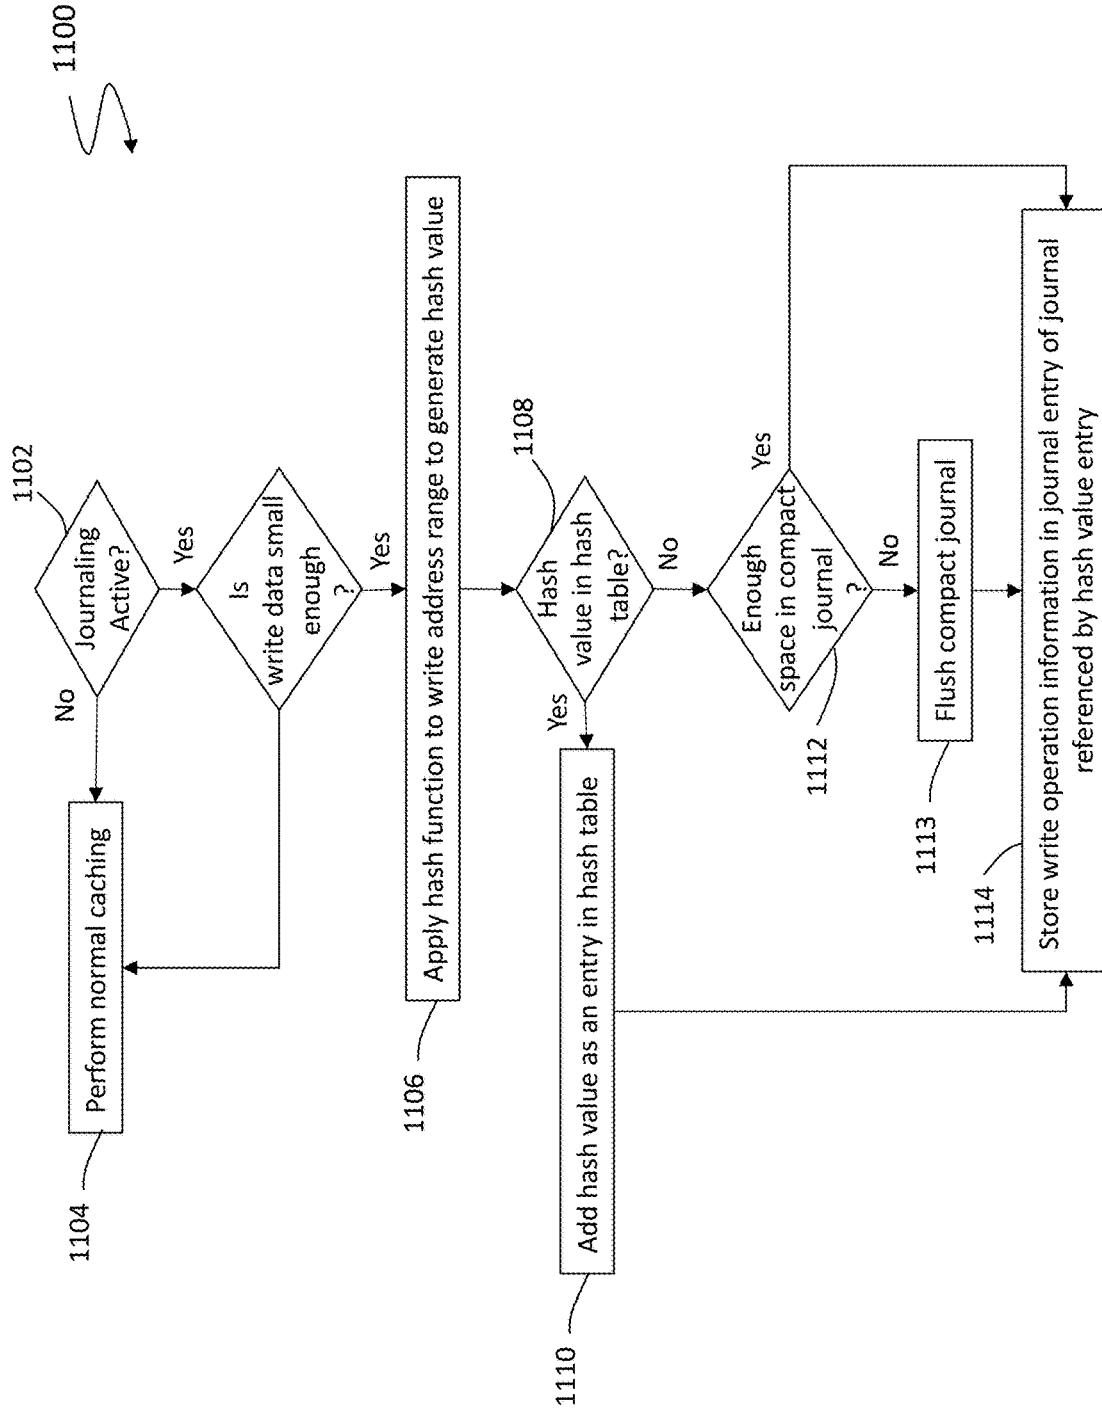 1100
1102
Journaling
Active?
No
Yes
Perform normal caching
1104
Is
write data small
enough
?
Yes
Apply hash function to write address range to generate hash value
1106
1108
Hash
value in hash
table?
Yes
No
Add hash value as an entry in hash table
1110
Enough
space in compact
journal
?
Yes
1112
No
Flush compact journal
1113
1114
Store write operation information in journal entry of journal
referenced by hash value entry